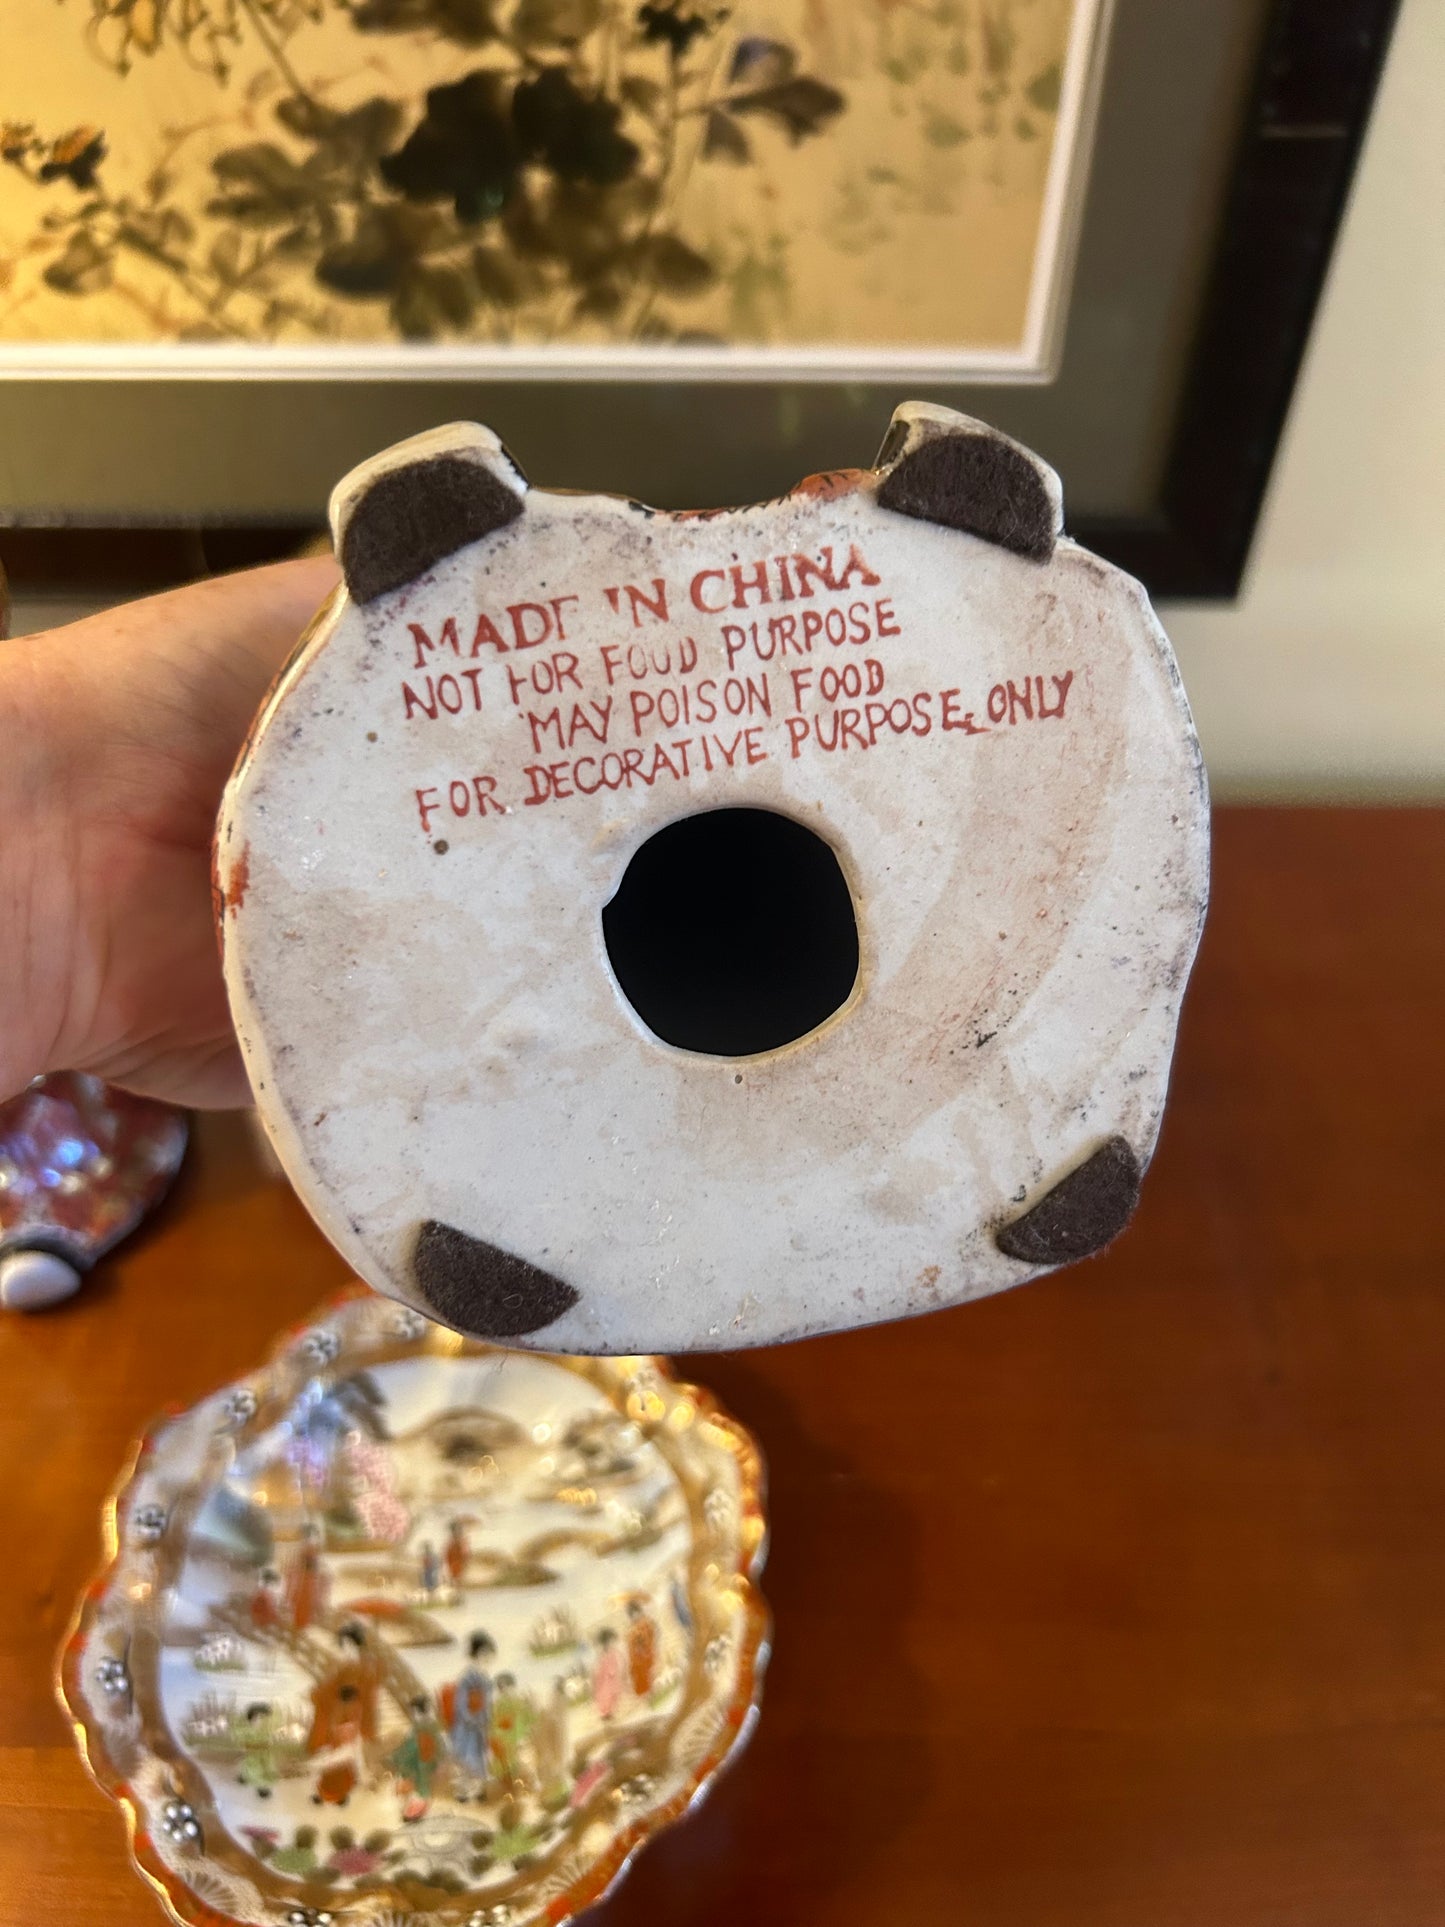 MADE IN CHINA
NOT FOR FOOD PURPOSE
MAY POISON FOOD
FOR DECORATIVE PURPOSE ONLY